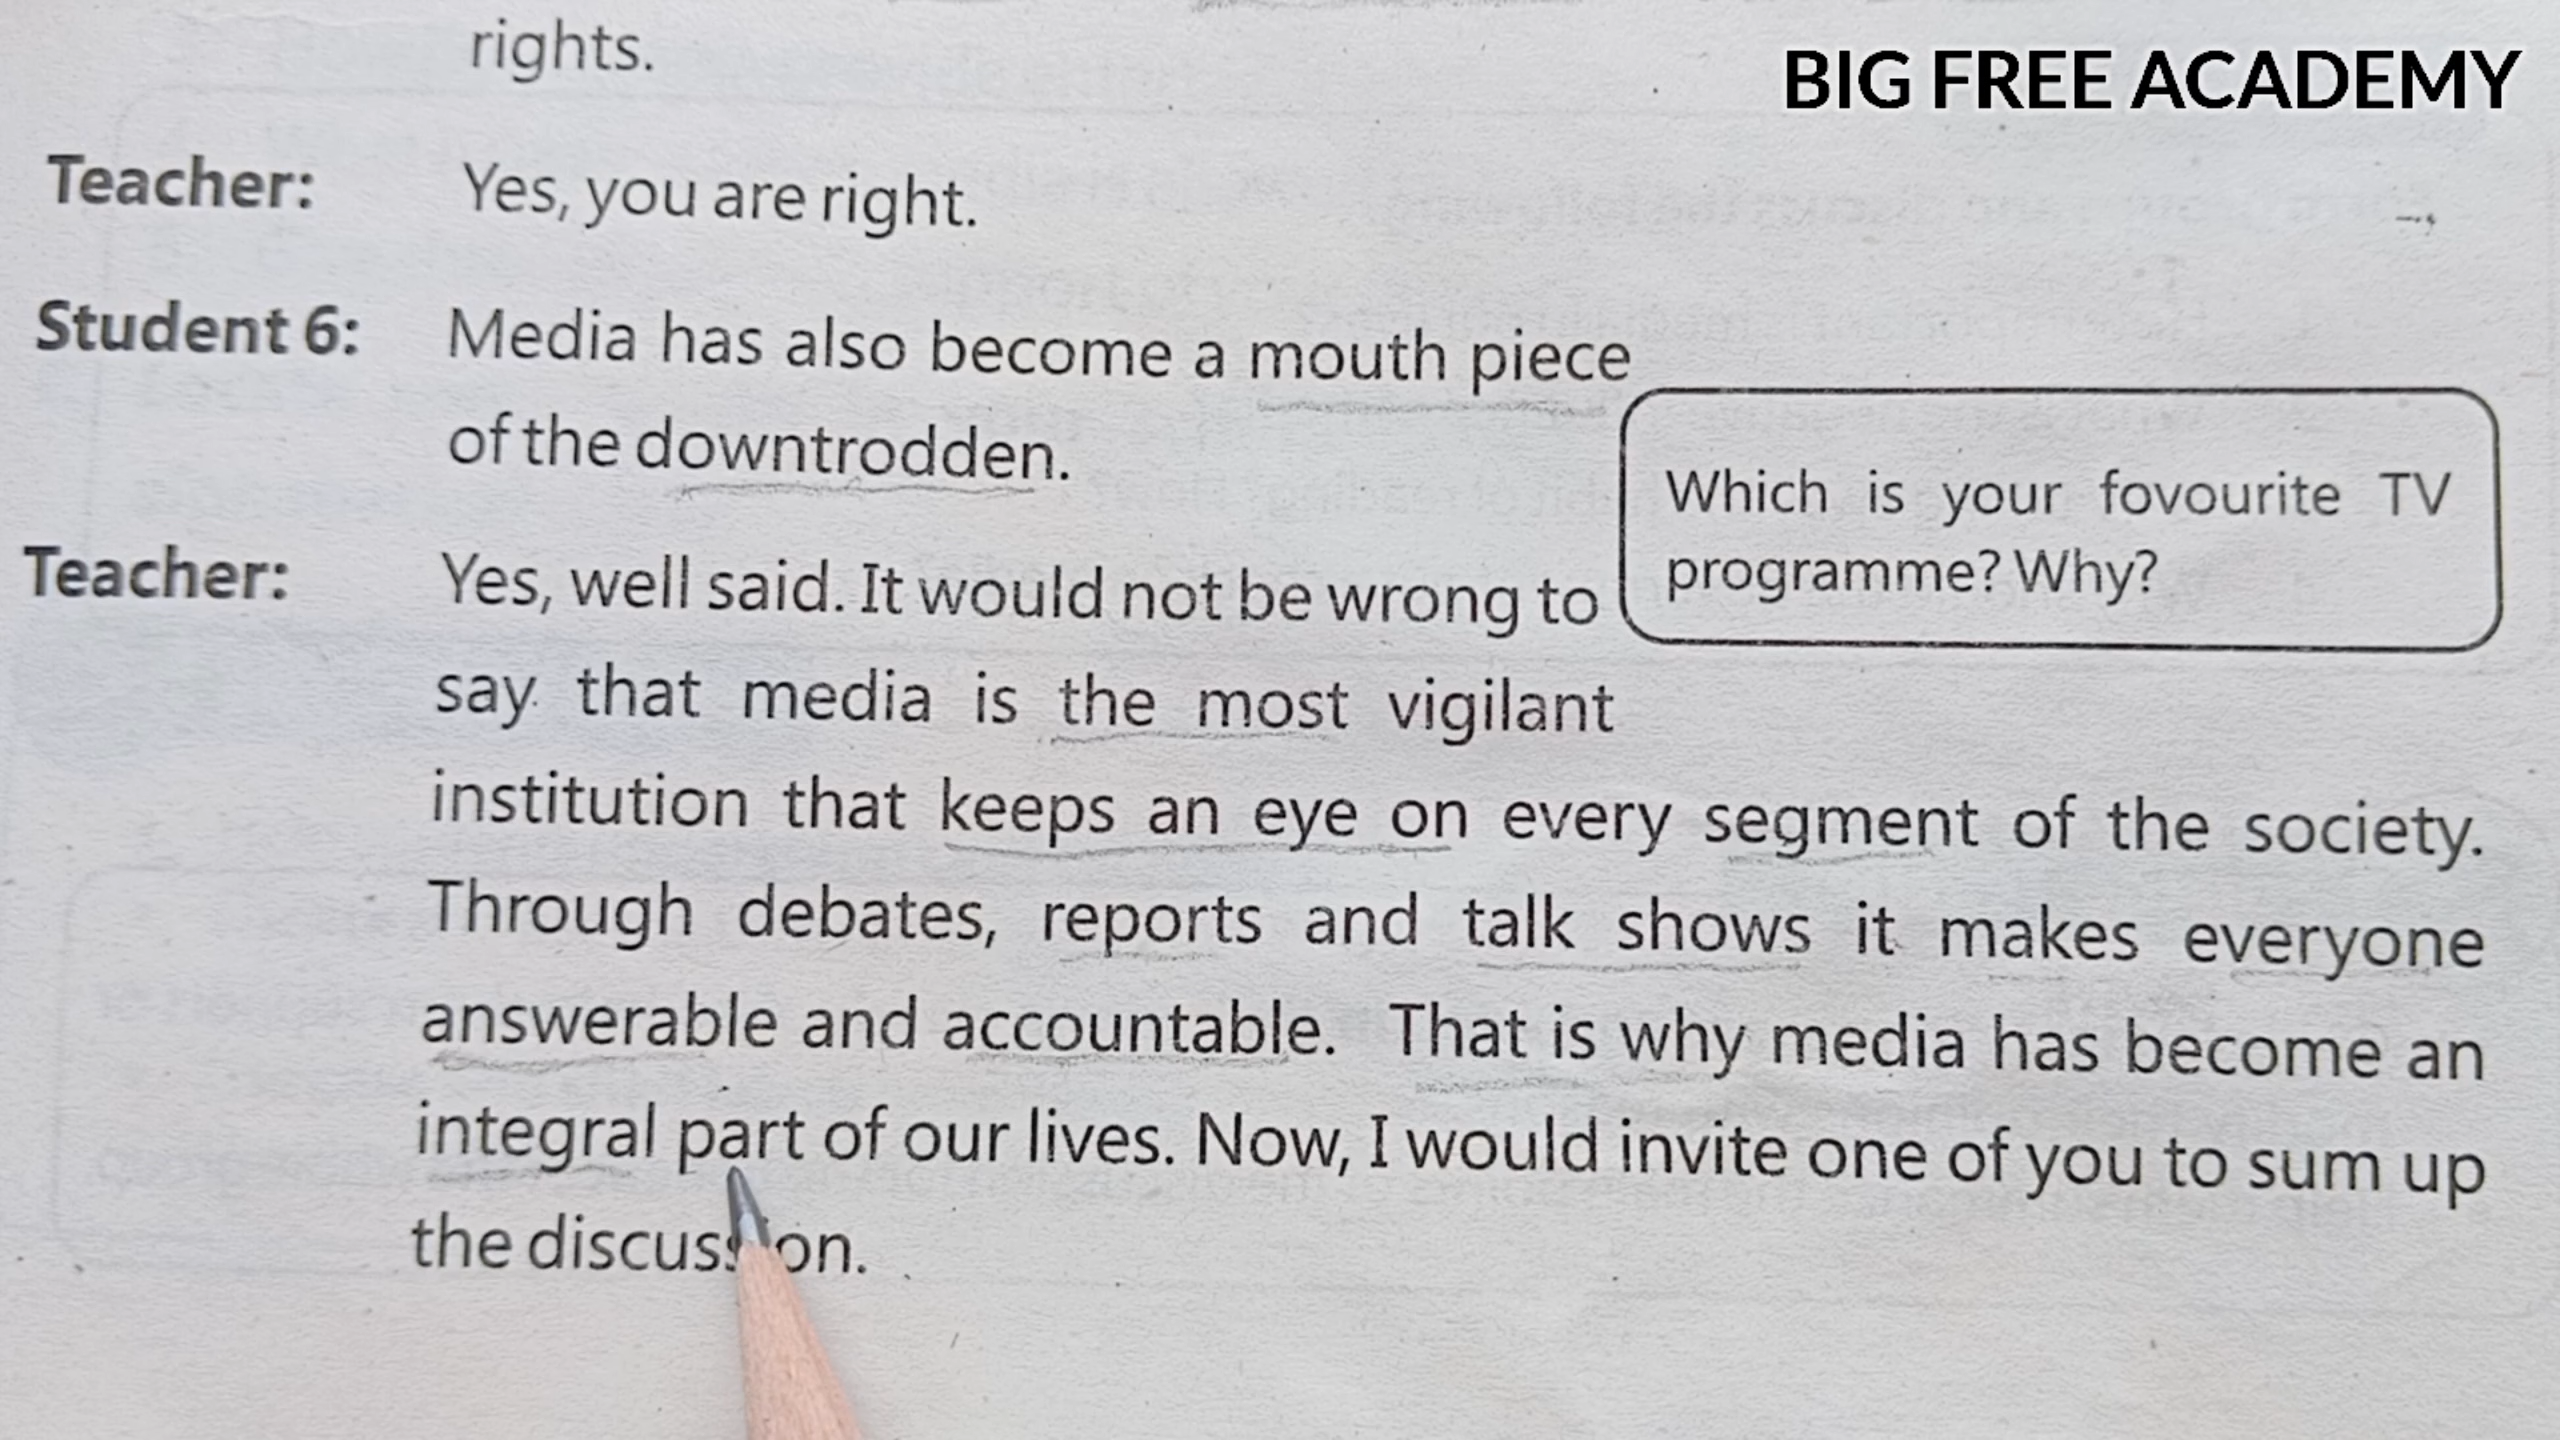 rights.
BIG FREE ACADEMY
Teacher: Yes, you are right.
Student 6: Media has also become a mouth piece
of the downtrodden.
Which is your fovourite TV
programme? Why?
Teacher: Yes, well said. It would not be wrong to
say that media is the most vigilant
institution that keeps an eye on every segment of the society.
Through debates, reports and talk shows it makes everyone
answerable and accountable. That is why media has become an
integral part of our lives. Now, I would invite one of you to sum up
the discussion.